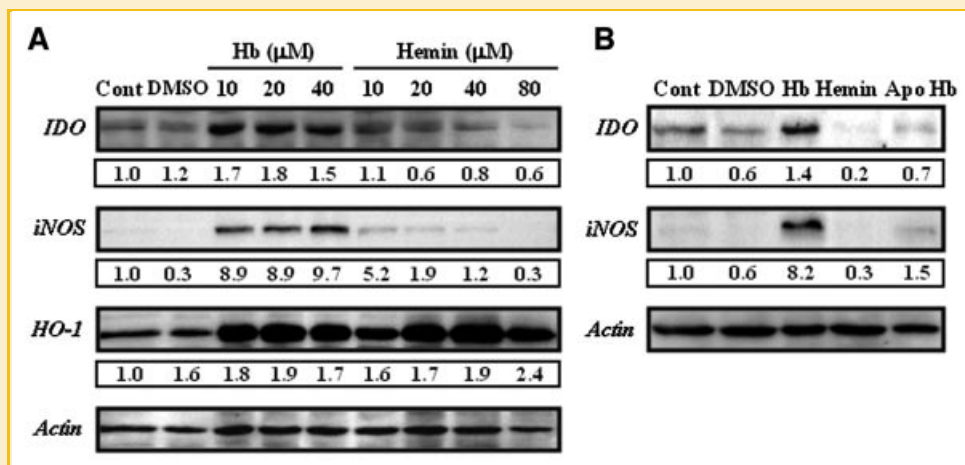 A
Hb (μM) Hemin (μM)
Cont DMSO 10 20 40 10 20 40 80
IDO
1.0 1.2 1.7 1.8 1.5 1.1 0.6 0.8 0.6
iNOS
1.0 0.3 8.9 8.9 9.7 5.2 1.9 1.2 0.3
HO-1
1.0 1.6 1.8 1.9 1.7 1.6 1.7 1.9 2.4
Actin
B
Cont DMSO Hb Hemin Apo Hb
IDO
1.0 0.6 1.4 0.2 0.7
iNOS
1.0 0.6 8.2 0.3 1.5
Actin